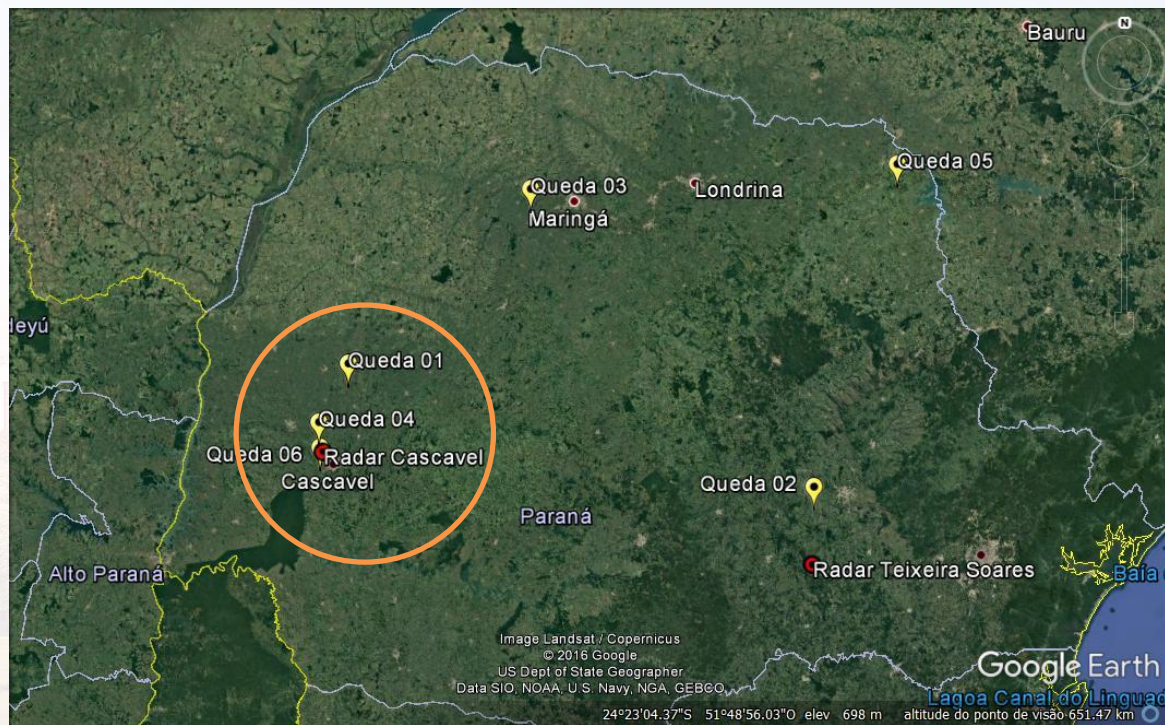 Bauru
N
Queda 05
Queda 03
Londrina
Maringá
deyú
Queda 01
Queda 04
Queda 06
Radar Cascavel
Cascavel
Queda 02
Paraná
Alto Paraná
Radar Teixeira Soares
Baía
Image Landsat / Copernicus
© 2016 Google
US Dept of State Geographer
Data SIO, NOAA, U.S. Navy, NGA, GEBCO
Google Earth
Lagoa Canal do Linguad
24°23'04.37"S 51°48'56.03"O elev 698 m altitude do ponto de visão 651.47 km